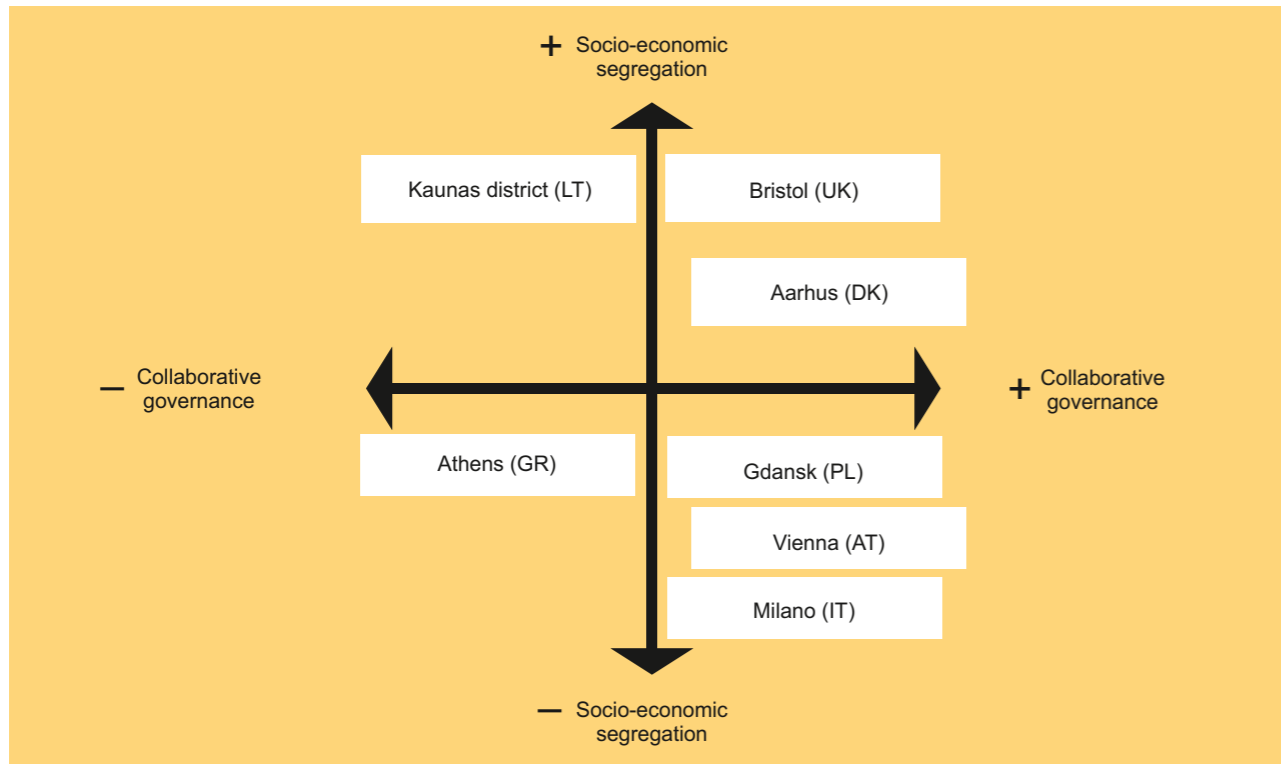 + Socio-economic
segregation
Kaunas district (LT)
Bristol (UK)
Aarhus (DK)
− Collaborative
governance
+ Collaborative
governance
Athens (GR)
Gdansk (PL)
Vienna (AT)
Milano (IT)
− Socio-economic
segregation